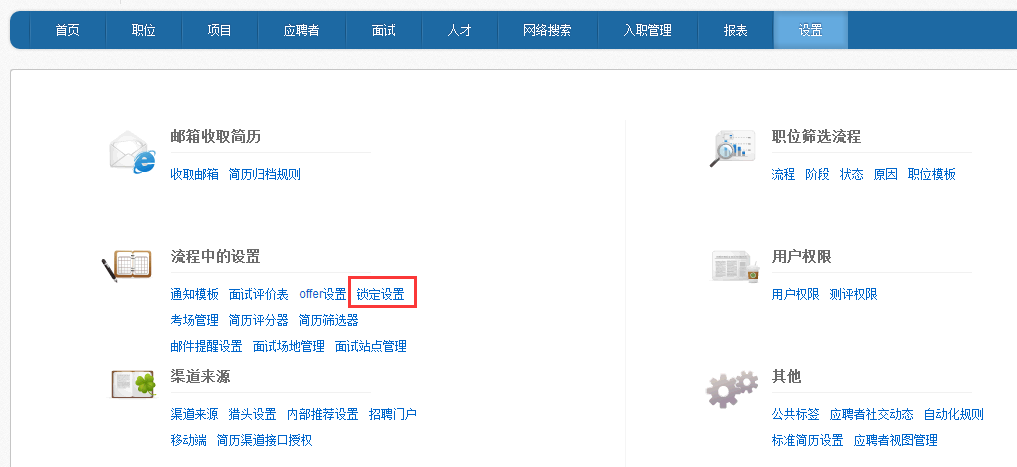 首页 职位 项目 应聘者 面试 人才 网络搜索 入职管理 报表 设置
邮箱收取简历
收取邮箱 简历归档规则
职位筛选流程
流程 阶段 状态 原因 职位模板
流程中的设置
通知模板 面试评价表 offer设置 锁定设置
考场管理 简历评分器 简历筛选器
邮件提醒设置 面试场地管理 面试站点管理
用户权限
用户权限 测评权限
渠道来源
渠道来源 猎头设置 内部推荐设置 招聘门户
移动端 简历渠道接口授权
其他
公共标签 应聘者社交动态 自动化规则
标准简历设置 应聘者视图管理